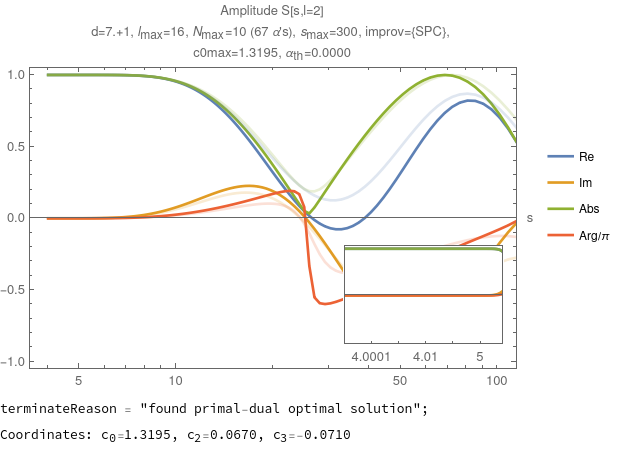 Amplitude S[s,l=2]
d=7.+1, lmax=16, Nmax=10 (67 α's), smax=300, improv={SPC},
c0max=1.3195, αth=0.0000
1.0
0.5
0.0
−0.5
−1.0
5
10
50
100
s
4.0001
4.01
5
Re
Im
Abs
Arg/π
terminateReason = "found primal-dual optimal solution";
Coordinates: c0=1.3195, c2=0.0670, c3=-0.0710